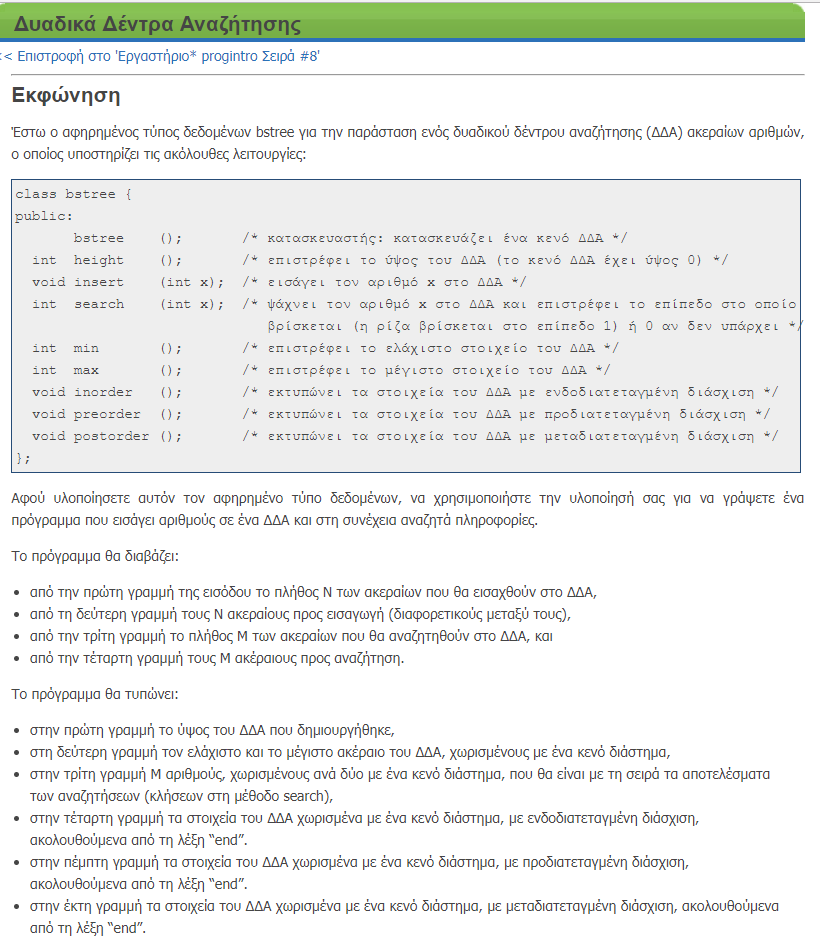 Δυαδικά Δέντρα Αναζήτησης
<< Επιστροφή στο 'Εργαστήριο* progintro Σειρά #8'
Εκφώνηση
Έστω ο αφηρημένος τύπος δεδομένων bstree για την παράσταση ενός δυαδικού δέντρου αναζήτησης (ΔΔΑ) ακεραίων αριθμών,
ο οποίος υποστηρίζει τις ακόλουθες λειτουργίες:
class bstree {
public:
bstree (); /* κατασκευαστής: κατασκευάζει ένα κενό ΔΔΑ */
int height (); /* επιστρέφει το ύψος του ΔΔΑ (το κενό ΔΔΑ έχει ύψος 0) */
void insert (int x); /* εισάγει τον αριθμό x στο ΔΔΑ */
int search (int x); /* ψάχνει τον αριθμό x στο ΔΔΑ και επιστρέφει το επίπεδο στο οποίο
βρίσκεται (η ρίζα βρίσκεται στο επίπεδο 1) ή 0 αν δεν υπάρχει */
int min (); /* επιστρέφει το ελάχιστο στοιχείο του ΔΔΑ */
int max (); /* επιστρέφει το μέγιστο στοιχείο του ΔΔΑ */
void inorder (); /* εκτυπώνει τα στοιχεία του ΔΔΑ με ενδοδιατεταγμένη διάσχιση */
void preorder (); /* εκτυπώνει τα στοιχεία του ΔΔΑ με προδιατεταγμένη διάσχιση */
void postorder (); /* εκτυπώνει τα στοιχεία του ΔΔΑ με μεταδιατεταγμένη διάσχιση */
};
Αφού υλοποίησετε αυτόν τον αφηρημένο τύπο δεδομένων, να χρησιμοποιήστε την υλοποίησή σας για να γράψετε ένα
πρόγραμμα που εισάγει αριθμούς σε ένα ΔΔΑ και στη συνέχεια αναζητά πληροφορίες.
Το πρόγραμμα θα διαβάζει:
• από την πρώτη γραμμή της εισόδου το πλήθος N των ακεραίων που θα εισαχθούν στο ΔΔΑ,
• από τη δεύτερη γραμμή τους N ακεραίους προς εισαγωγή (διαφορετικούς μεταξύ τους),
• από την τρίτη γραμμή το πλήθος M των ακεραίων που θα αναζητηθούν στο ΔΔΑ, και
• από την τέταρτη γραμμή τους M ακέραιους προς αναζήτηση.
Το πρόγραμμα θα τυπώνει:
• στην πρώτη γραμμή το ύψος του ΔΔΑ που δημιουργήθηκε,
• στη δεύτερη γραμμή τον ελάχιστο και το μέγιστο ακέραιο του ΔΔΑ, χωρισμένους με ένα κενό διάστημα,
• στην τρίτη γραμμή M αριθμούς, χωρισμένους ανά δύο με ένα κενό διάστημα, που θα είναι με τη σειρά τα αποτελέσματα
των αναζητήσεων (κλήσεων στη μέθοδο search),
• στην τέταρτη γραμμή τα στοιχεία του ΔΔΑ χωρισμένα με ένα κενό διάστημα, με ενδοδιατεταγμένη διάσχιση,
ακολουθούμενα από τη λέξη “end”.
• στην πέμπτη γραμμή τα στοιχεία του ΔΔΑ χωρισμένα με ένα κενό διάστημα, με προδιατεταγμένη διάσχιση,
ακολουθούμενα από τη λέξη “end”.
• στην έκτη γραμμή τα στοιχεία του ΔΔΑ χωρισμένα με ένα κενό διάστημα, με μεταδιατεταγμένη διάσχιση, ακολουθούμενα
από τη λέξη “end”.